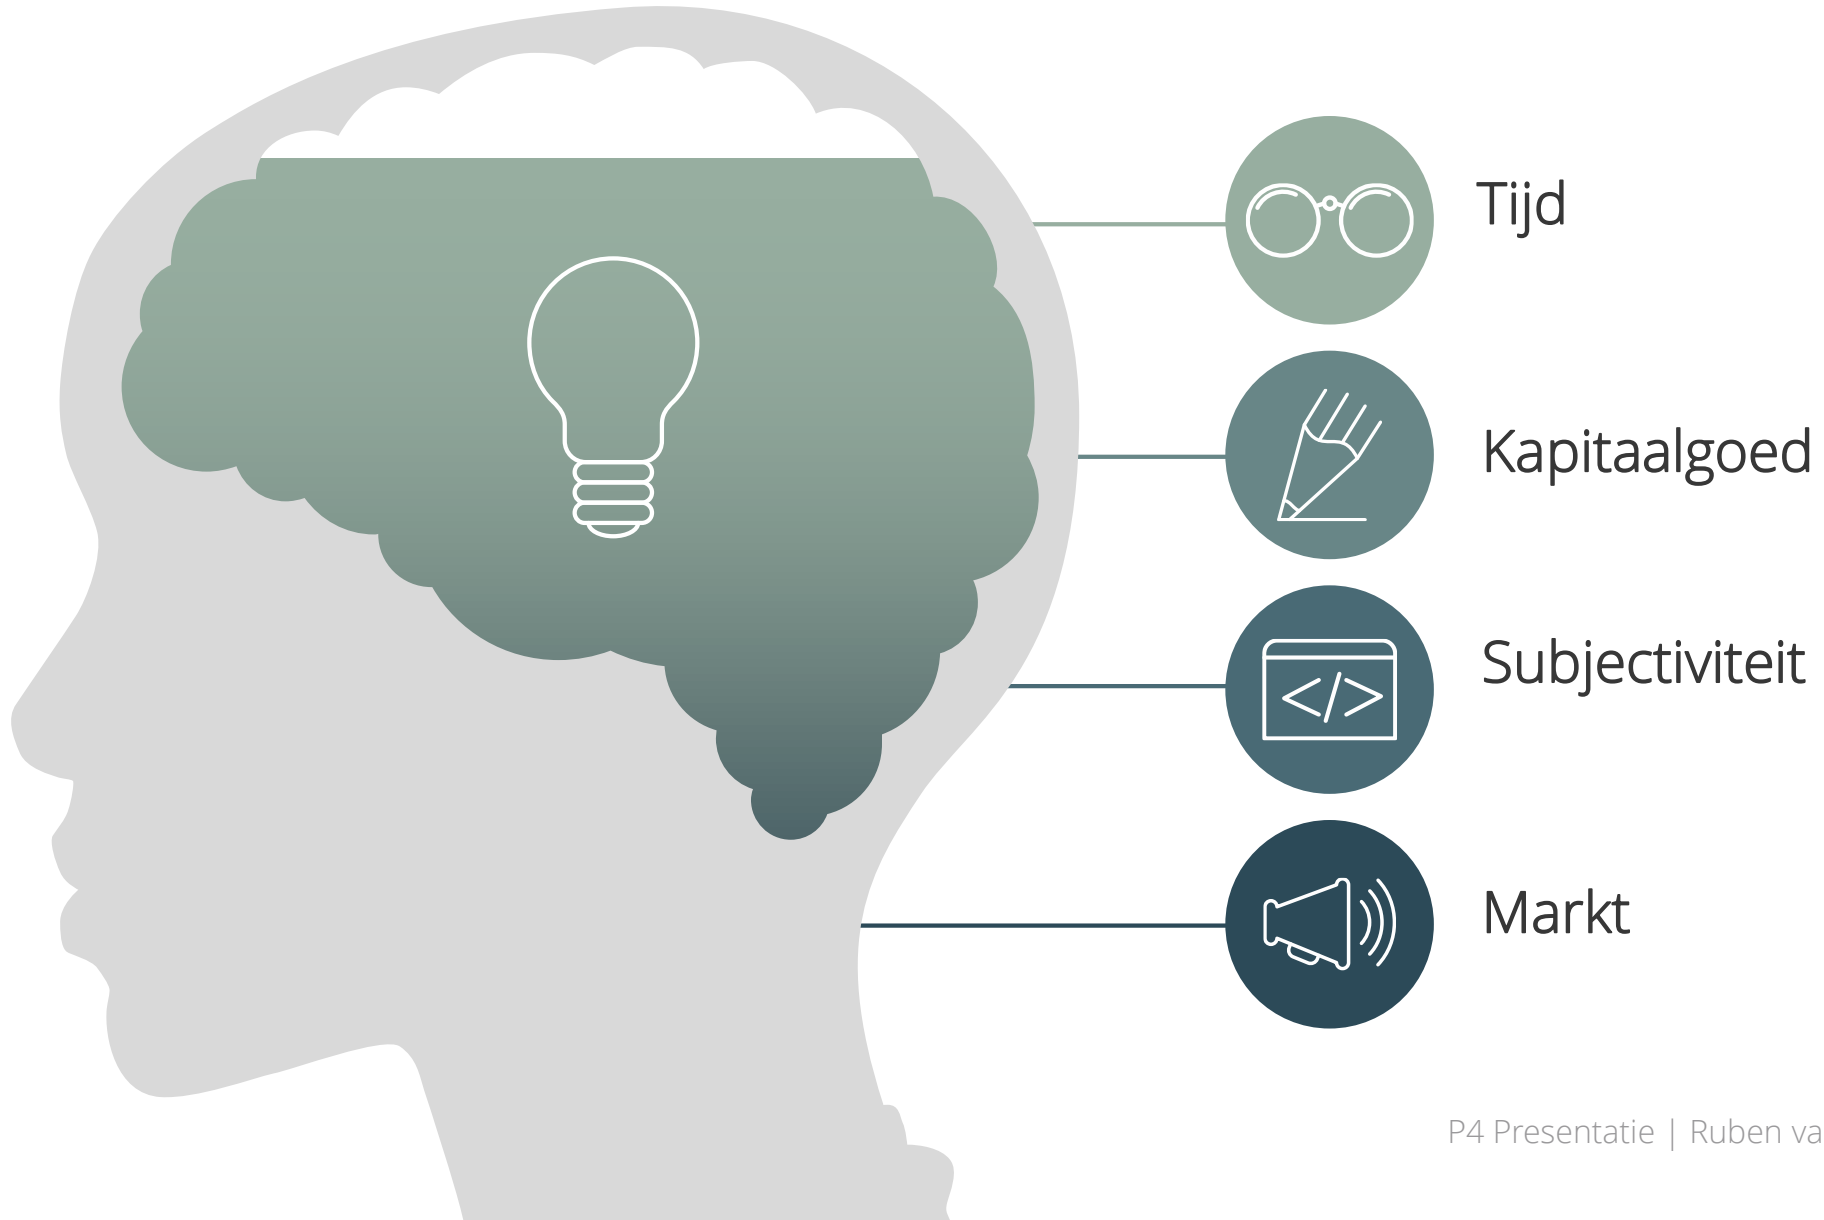 Tijd
Kapitaalgoed
</>
Subjectiviteit
Markt
P4 Presentatie | Ruben va